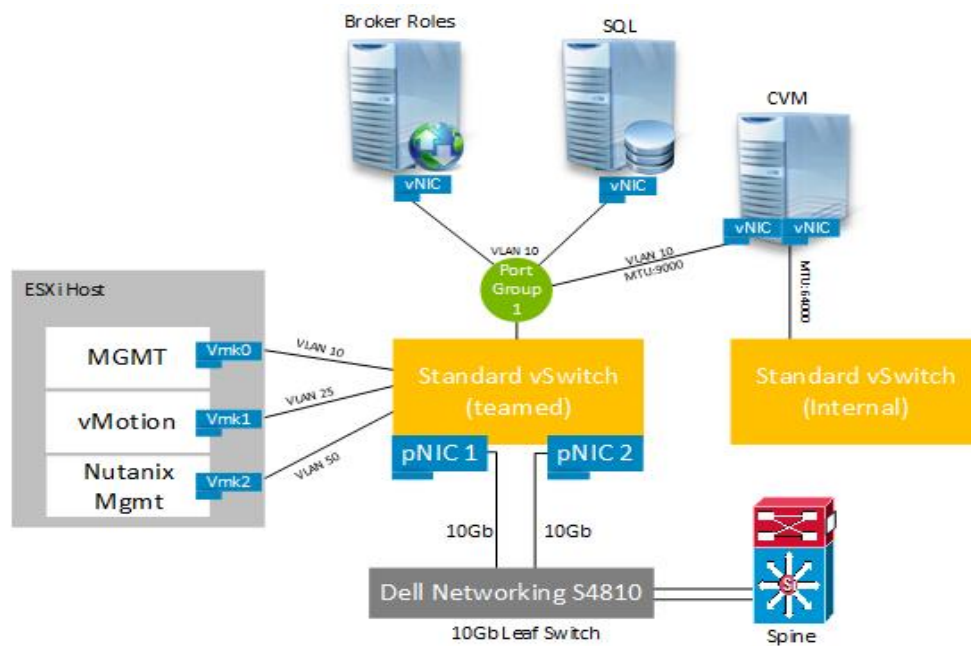 Broker Roles
SQL
CVM
vNIC
vNIC
vNIC
vNIC
VLAN 10
VLAN 10
MTU:9000
MTU:64000
Port
Group
1
ESXi Host
MGMT
Vmk0
VLAN 10
vMotion
Vmk1
VLAN 25
Nutanix
Mgmt
Vmk2
VLAN 50
Standard vSwitch
(teamed)
Standard vSwitch
(Internal)
pNIC 1
pNIC 2
10Gb
10Gb
Dell Networking S4810
10Gb Leaf Switch
Si
Spine